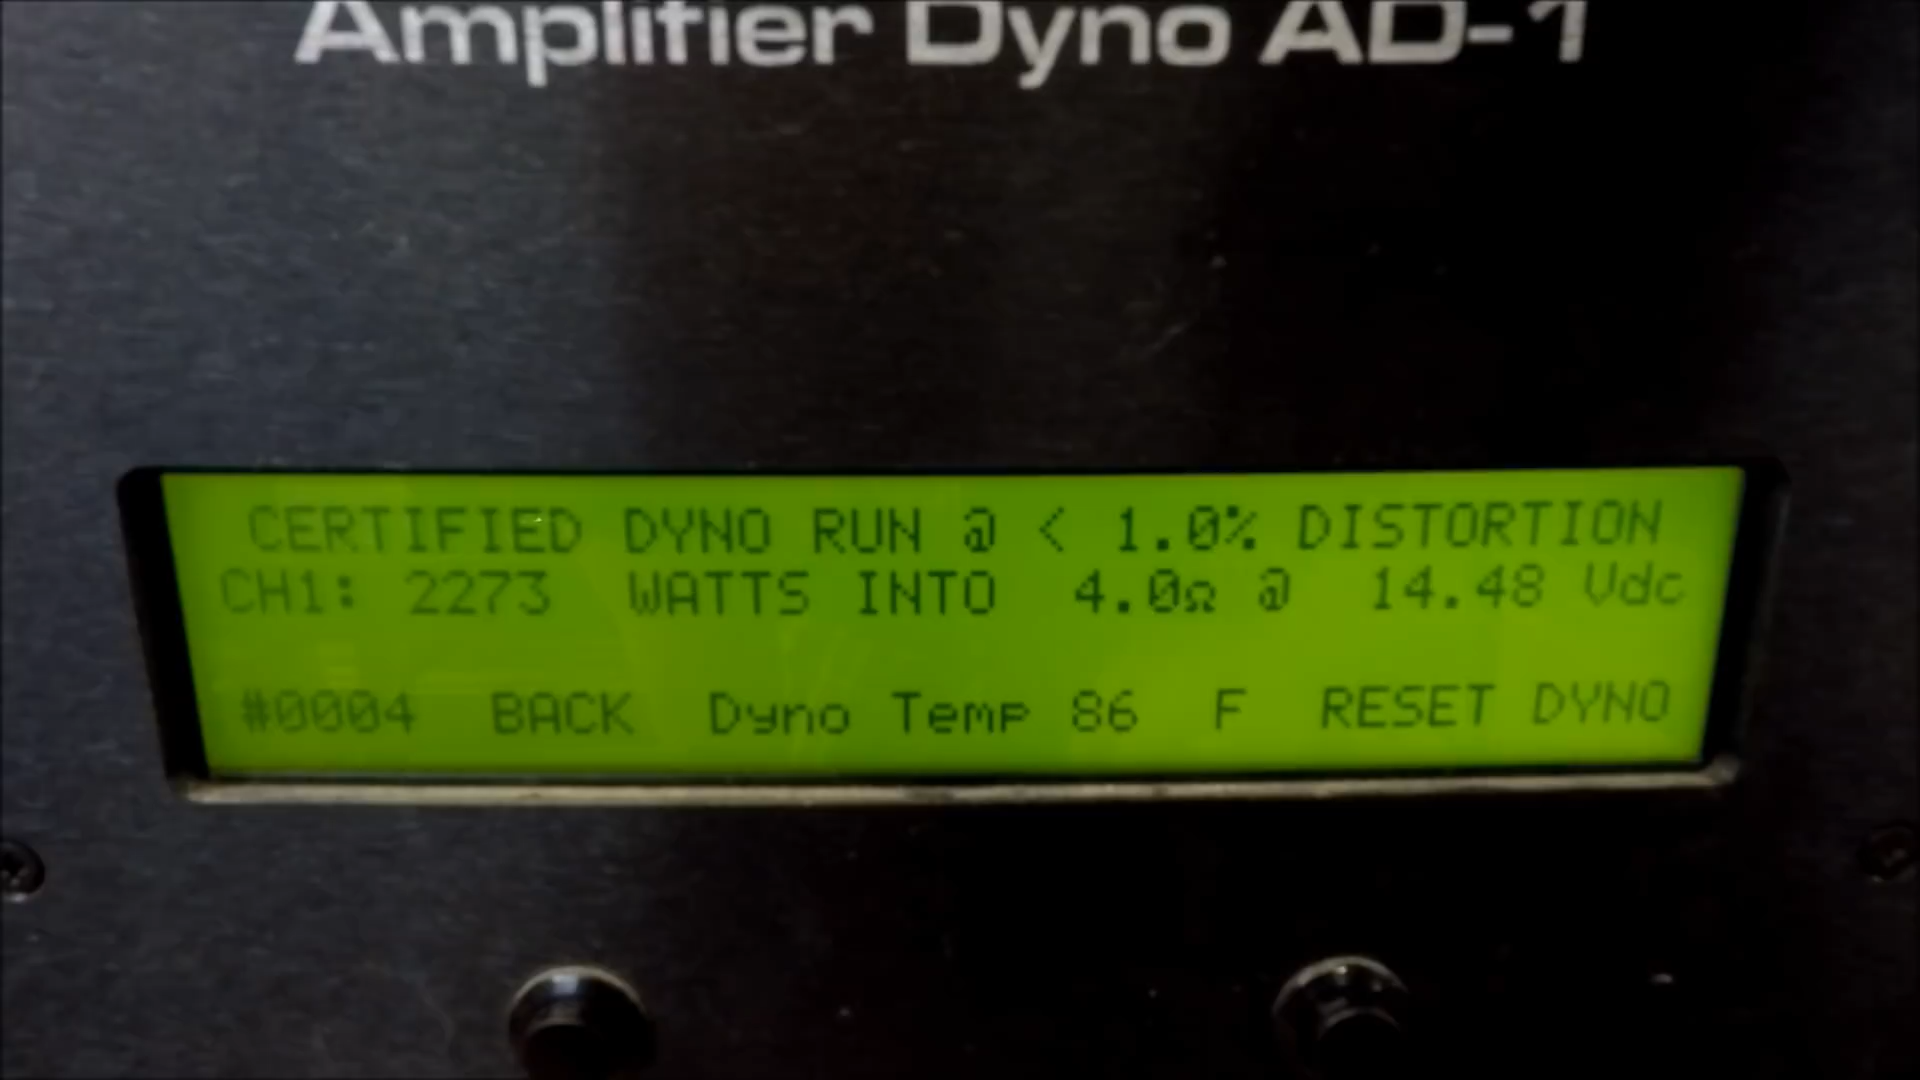 Amplifier Dyno AD-1
CERTIFIED DYNO RUN @ < 1.0% DISTORTION
CH1: 2273 WATTS INTO 4.0Ω @ 14.48 Vdc
#0004 BACK Dyno Temp 86 F RESET DYNO